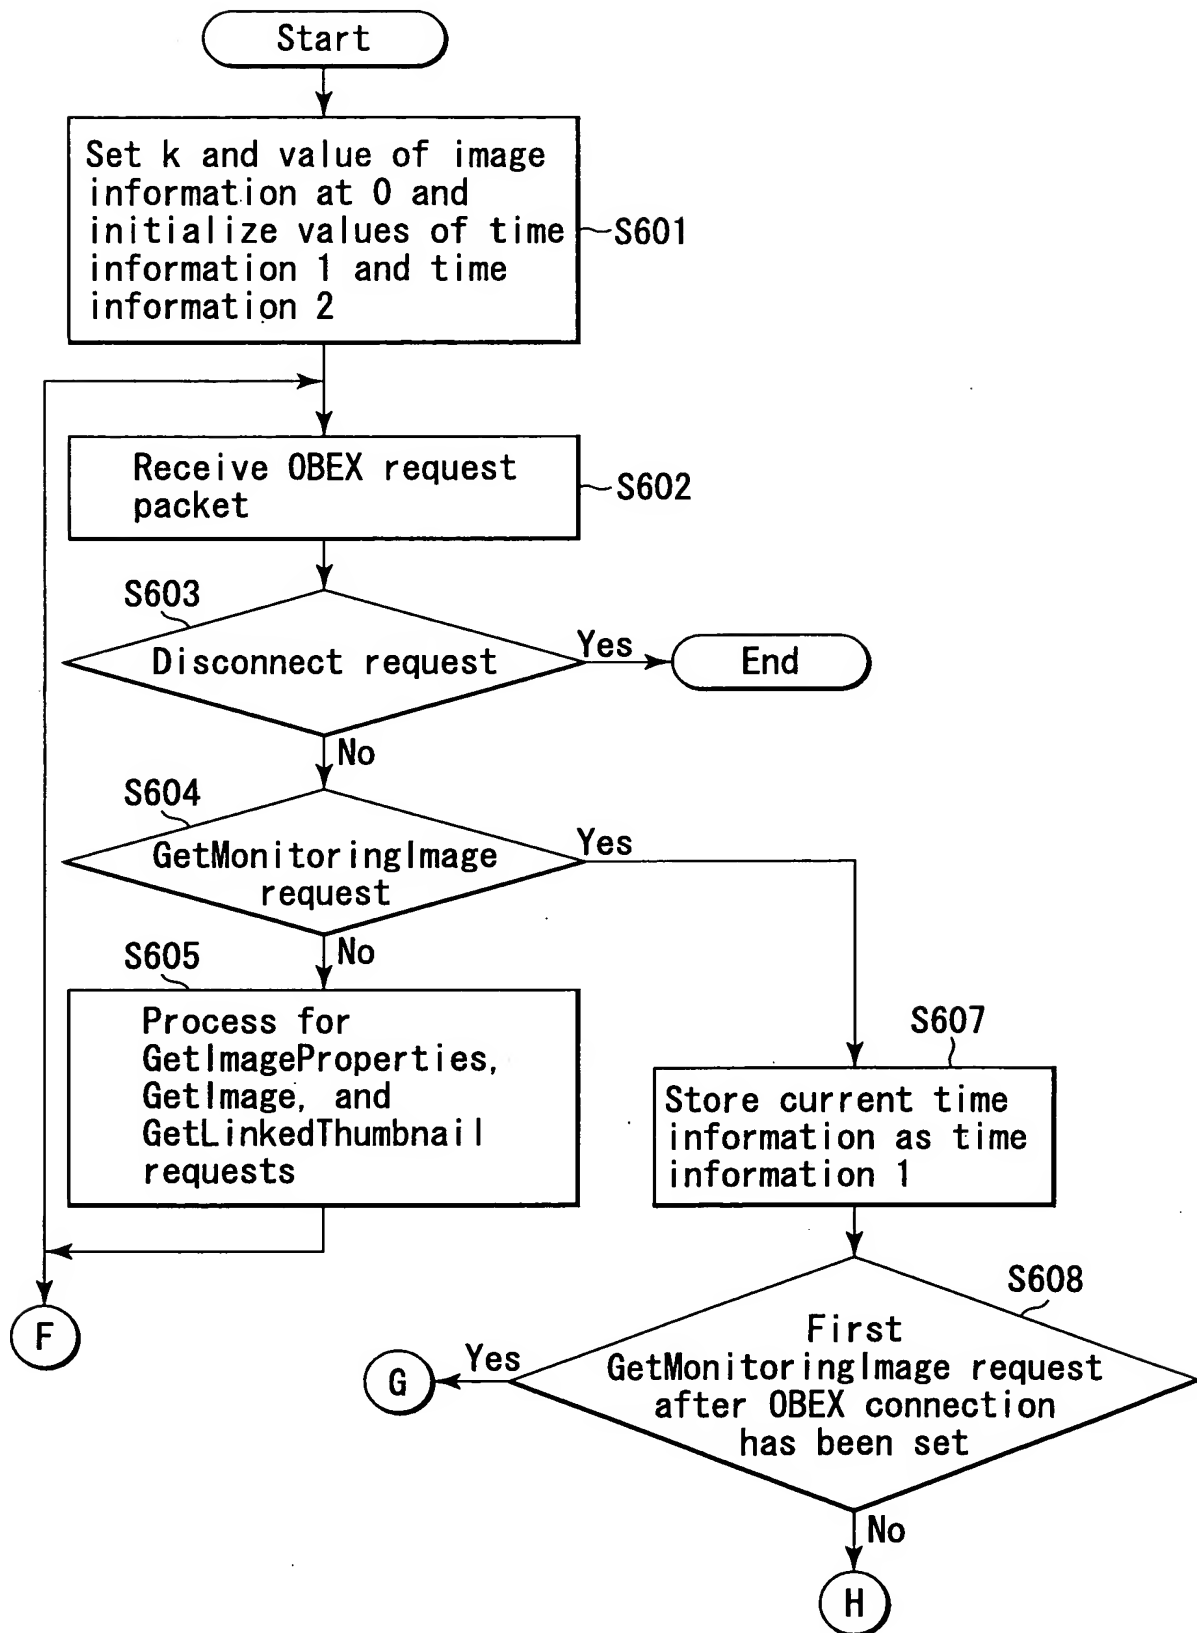 Start
Set k and value of image
information at 0 and
initialize values of time
information 1 and time
information 2
S601
Receive OBEX request
packet
S602
S603
Disconnect request
Yes
End
No
S604
GetMonitoringImage
request
Yes
No
S605
Process for
GetImageProperties,
GetImage, and
GetLinkedThumbnail
requests
S607
Store current time
information as time
information 1
F
S608
First
GetMonitoringImage request
after OBEX connection
has been set
Yes
G
No
H